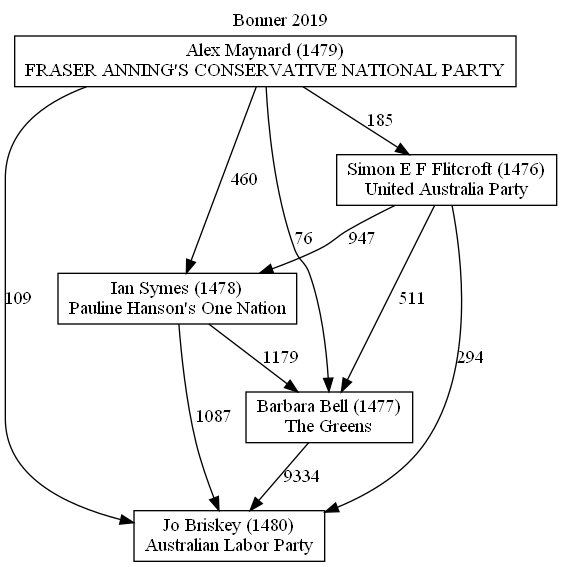 Bonner 2019
Alex Maynard (1479)
FRASER ANNING'S CONSERVATIVE NATIONAL PARTY
185
Simon E F Flitcroft (1476)
United Australia Party
460
76
947
Ian Symes (1478)
Pauline Hanson's One Nation
109
511
294
1179
1087
Barbara Bell (1477)
The Greens
9334
Jo Briskey (1480)
Australian Labor Party